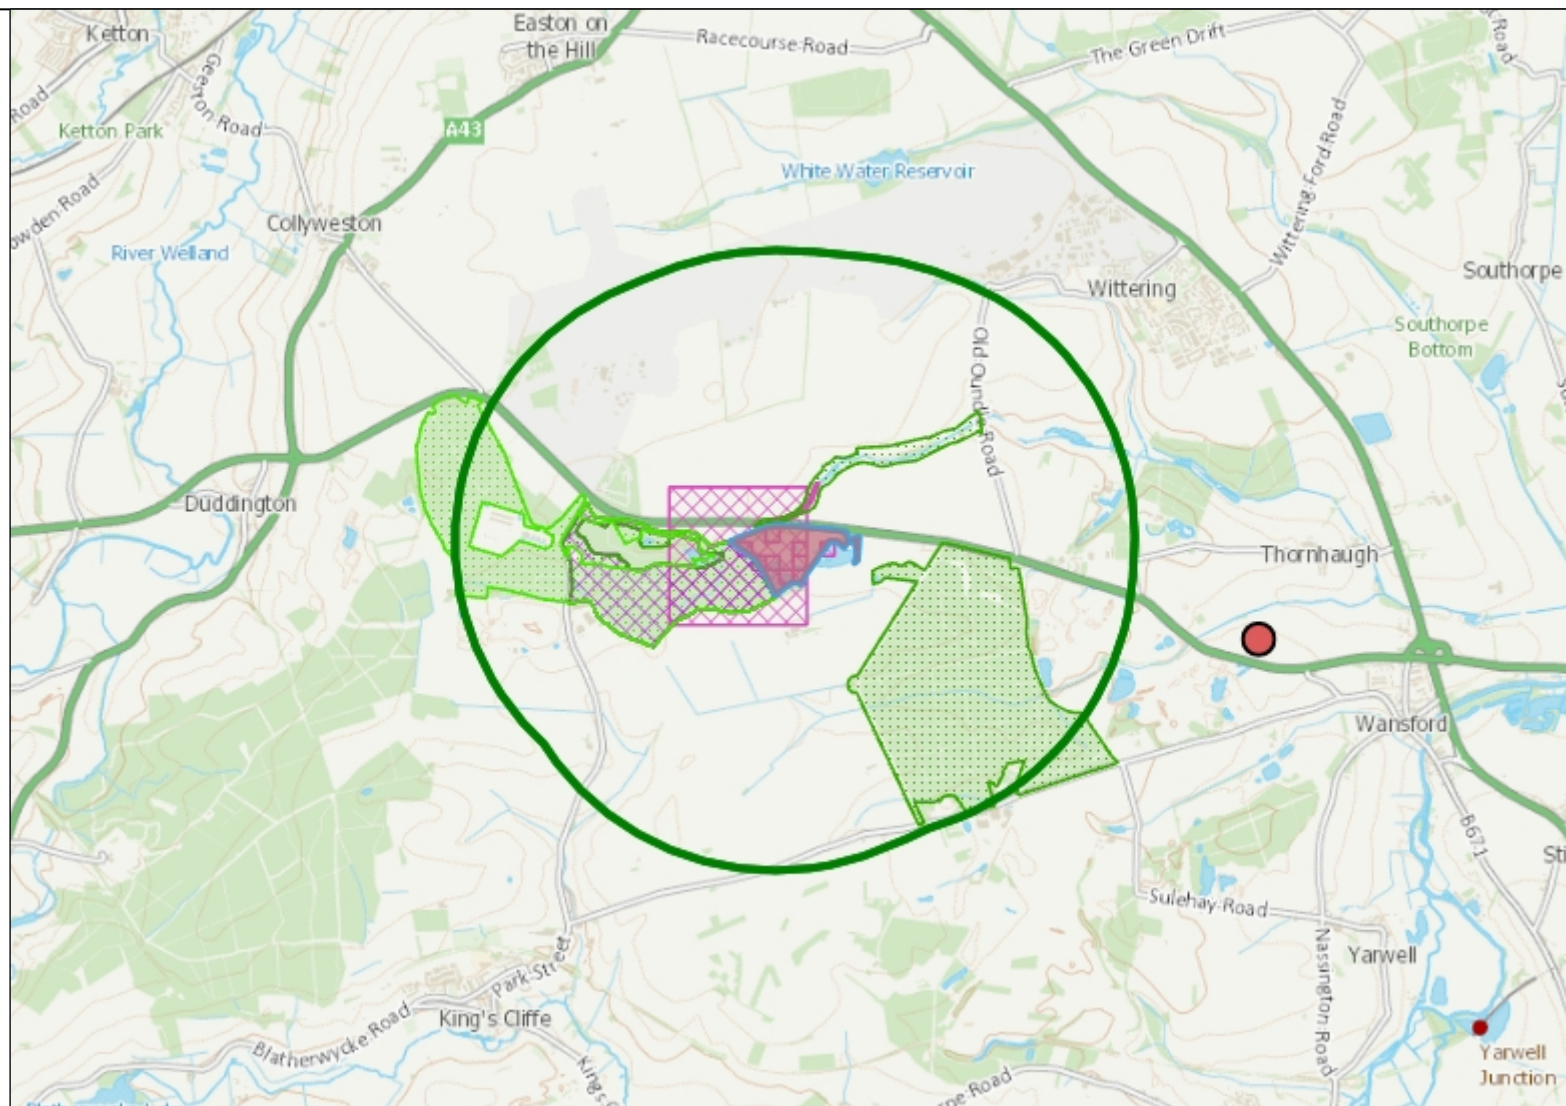 Ketton
Easton on
the Hill
Racecourse Road
The Green Drift
Road
Road
Geeston Road
Ketton Park
A43
White Water Reservoir
Wittering Ford Road
Collyweston
River Welland
Wittering
Southorpe
Southorpe
Bottom
Old Oundle Road
Duddington
Thornhaugh
Wansford
B671
Sulehay Road
Yarwell
Nassington Road
Park Street
King's Cliffe
Blatherwycke Road
Yarwell
Junction
Road